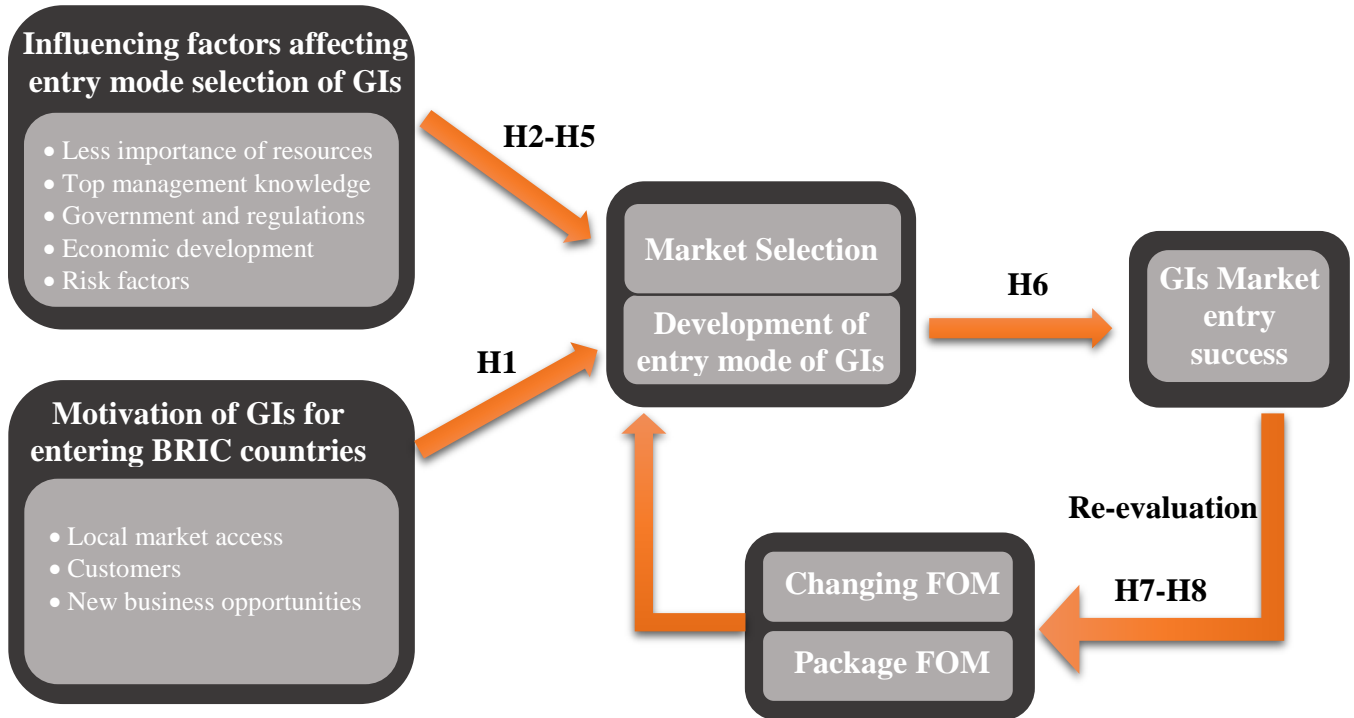 Influencing factors affecting
entry mode selection of GIs
• Less importance of resources
• Top management knowledge
• Government and regulations
• Economic development
• Risk factors
H2-H5
Motivation of GIs for
entering BRIC countries
• Local market access
• Customers
• New business opportunities
H1
Market Selection
Development of
entry mode of GIs
H6
GIs Market
entry
success
Re-evaluation
H7-H8
Changing FOM
Package FOM